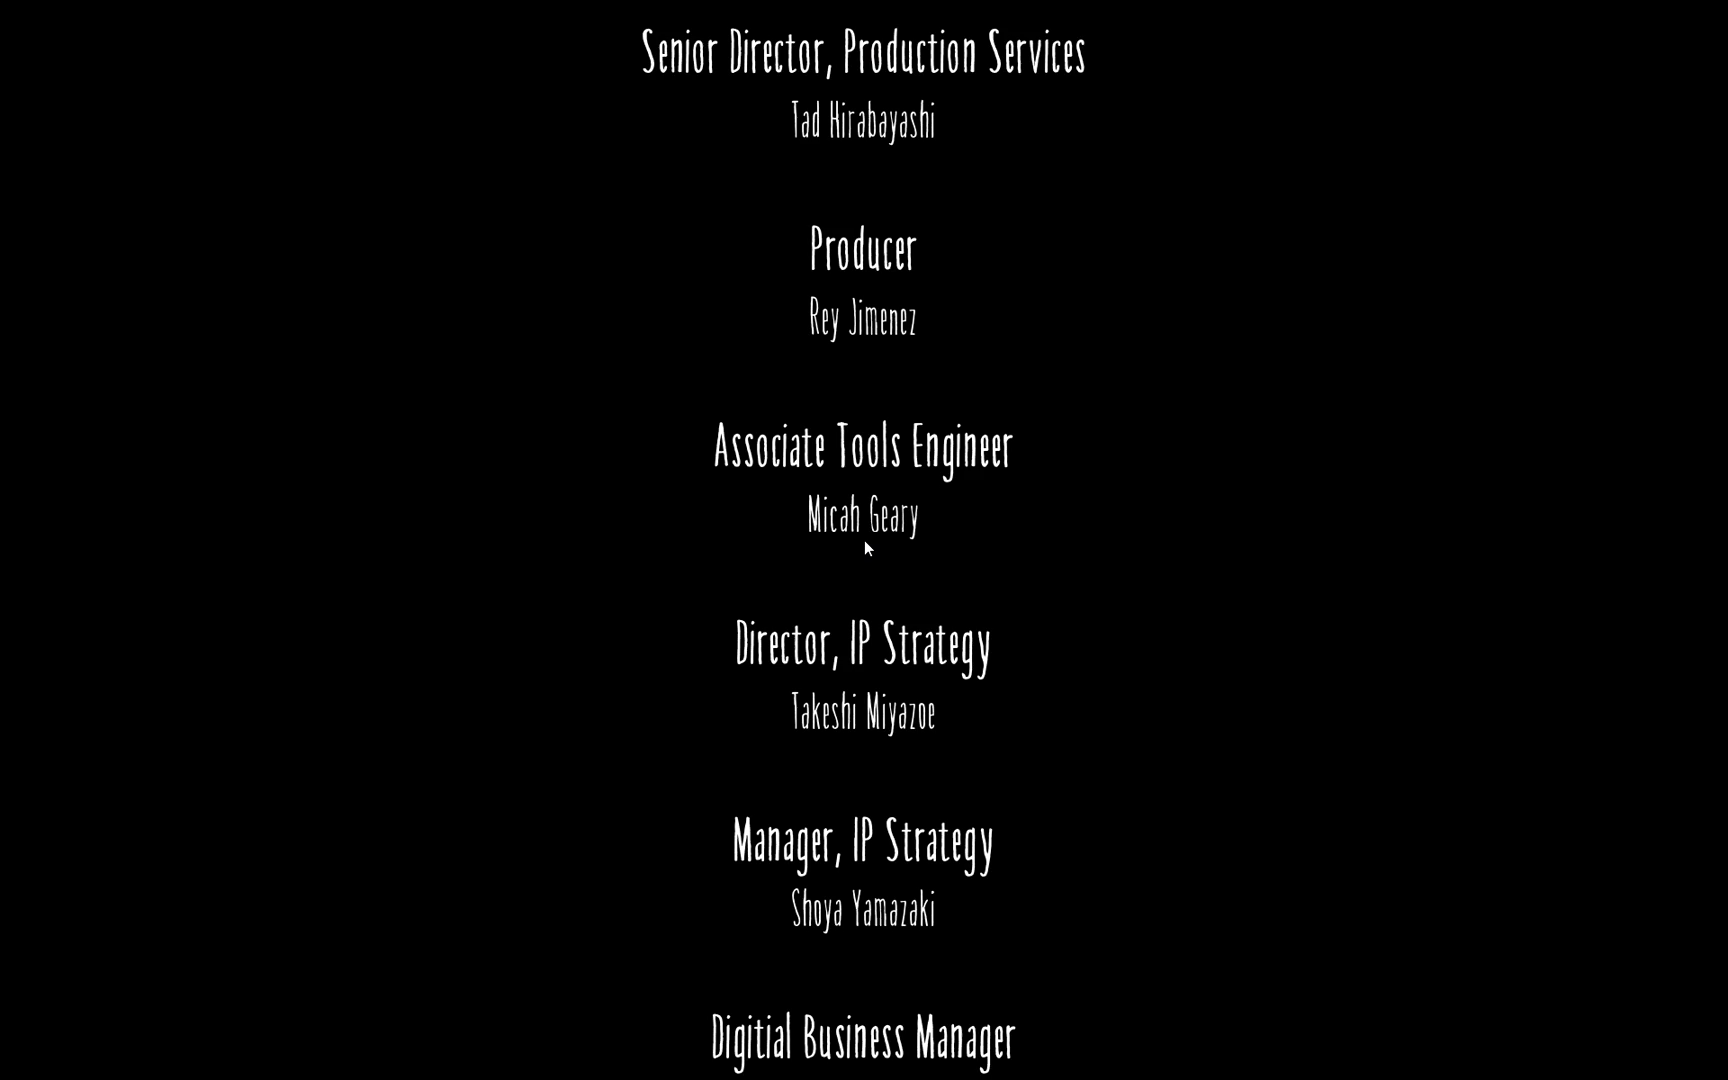 Senior Director, Production Services
Tad Hirabayashi
Producer
Rey Jimenez
Associate Tools Engineer
Micah Geary
Director, IP Strategy
Takeshi Miyazoe
Manager, IP Strategy
Shoya Yamazaki
Digitial Business Manager